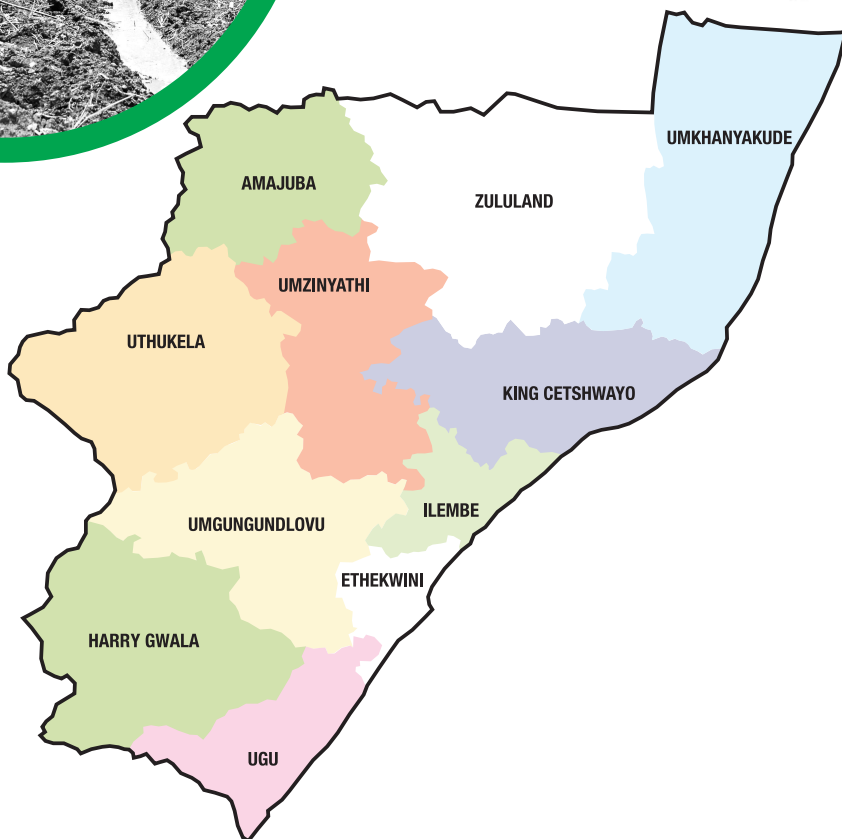 UMKHANYAKUDE
AMAJUBA
ZULULAND
UMZINYATHI
UTHUKELA
KING CETSHWAYO
ILEMBE
UMGUNGUNDLOVU
ETHEKWINI
HARRY GWALA
UGU